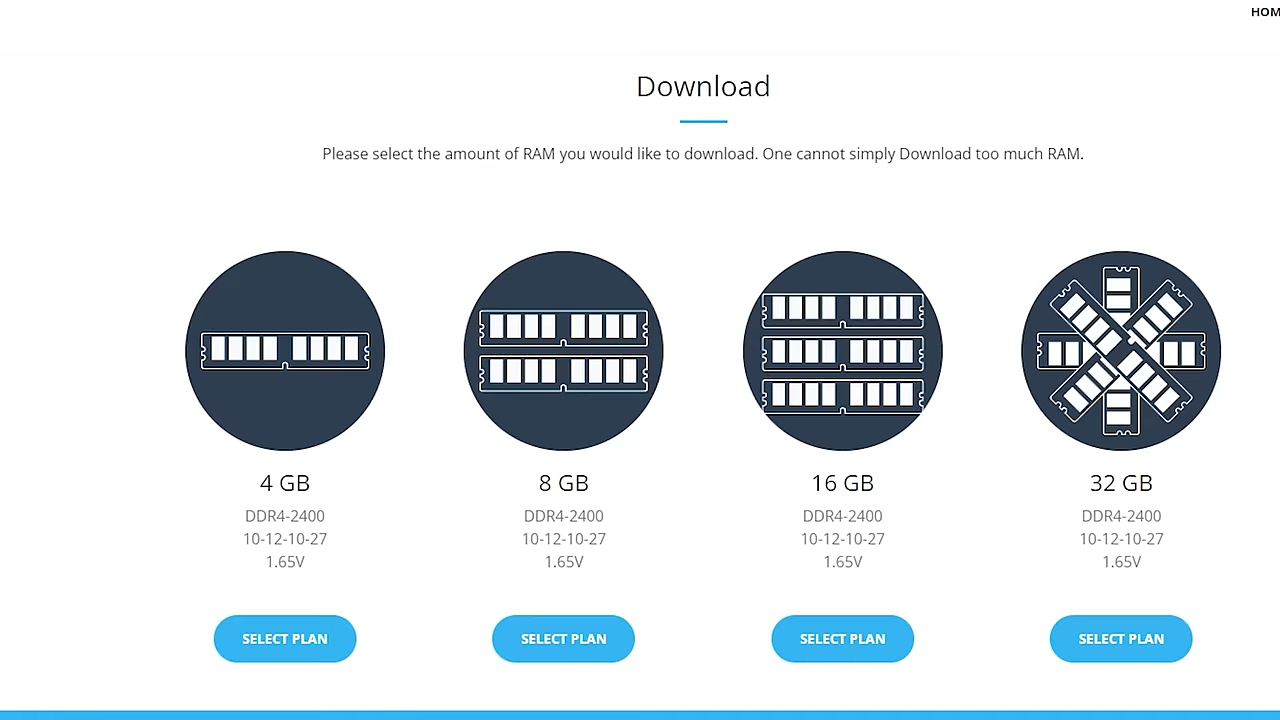 HOM
Download
Please select the amount of RAM you would like to download. One cannot simply Download too much RAM.
4 GB
DDR4-2400
10-12-10-27
1.65V
SELECT PLAN
8 GB
DDR4-2400
10-12-10-27
1.65V
SELECT PLAN
16 GB
DDR4-2400
10-12-10-27
1.65V
SELECT PLAN
32 GB
DDR4-2400
10-12-10-27
1.65V
SELECT PLAN